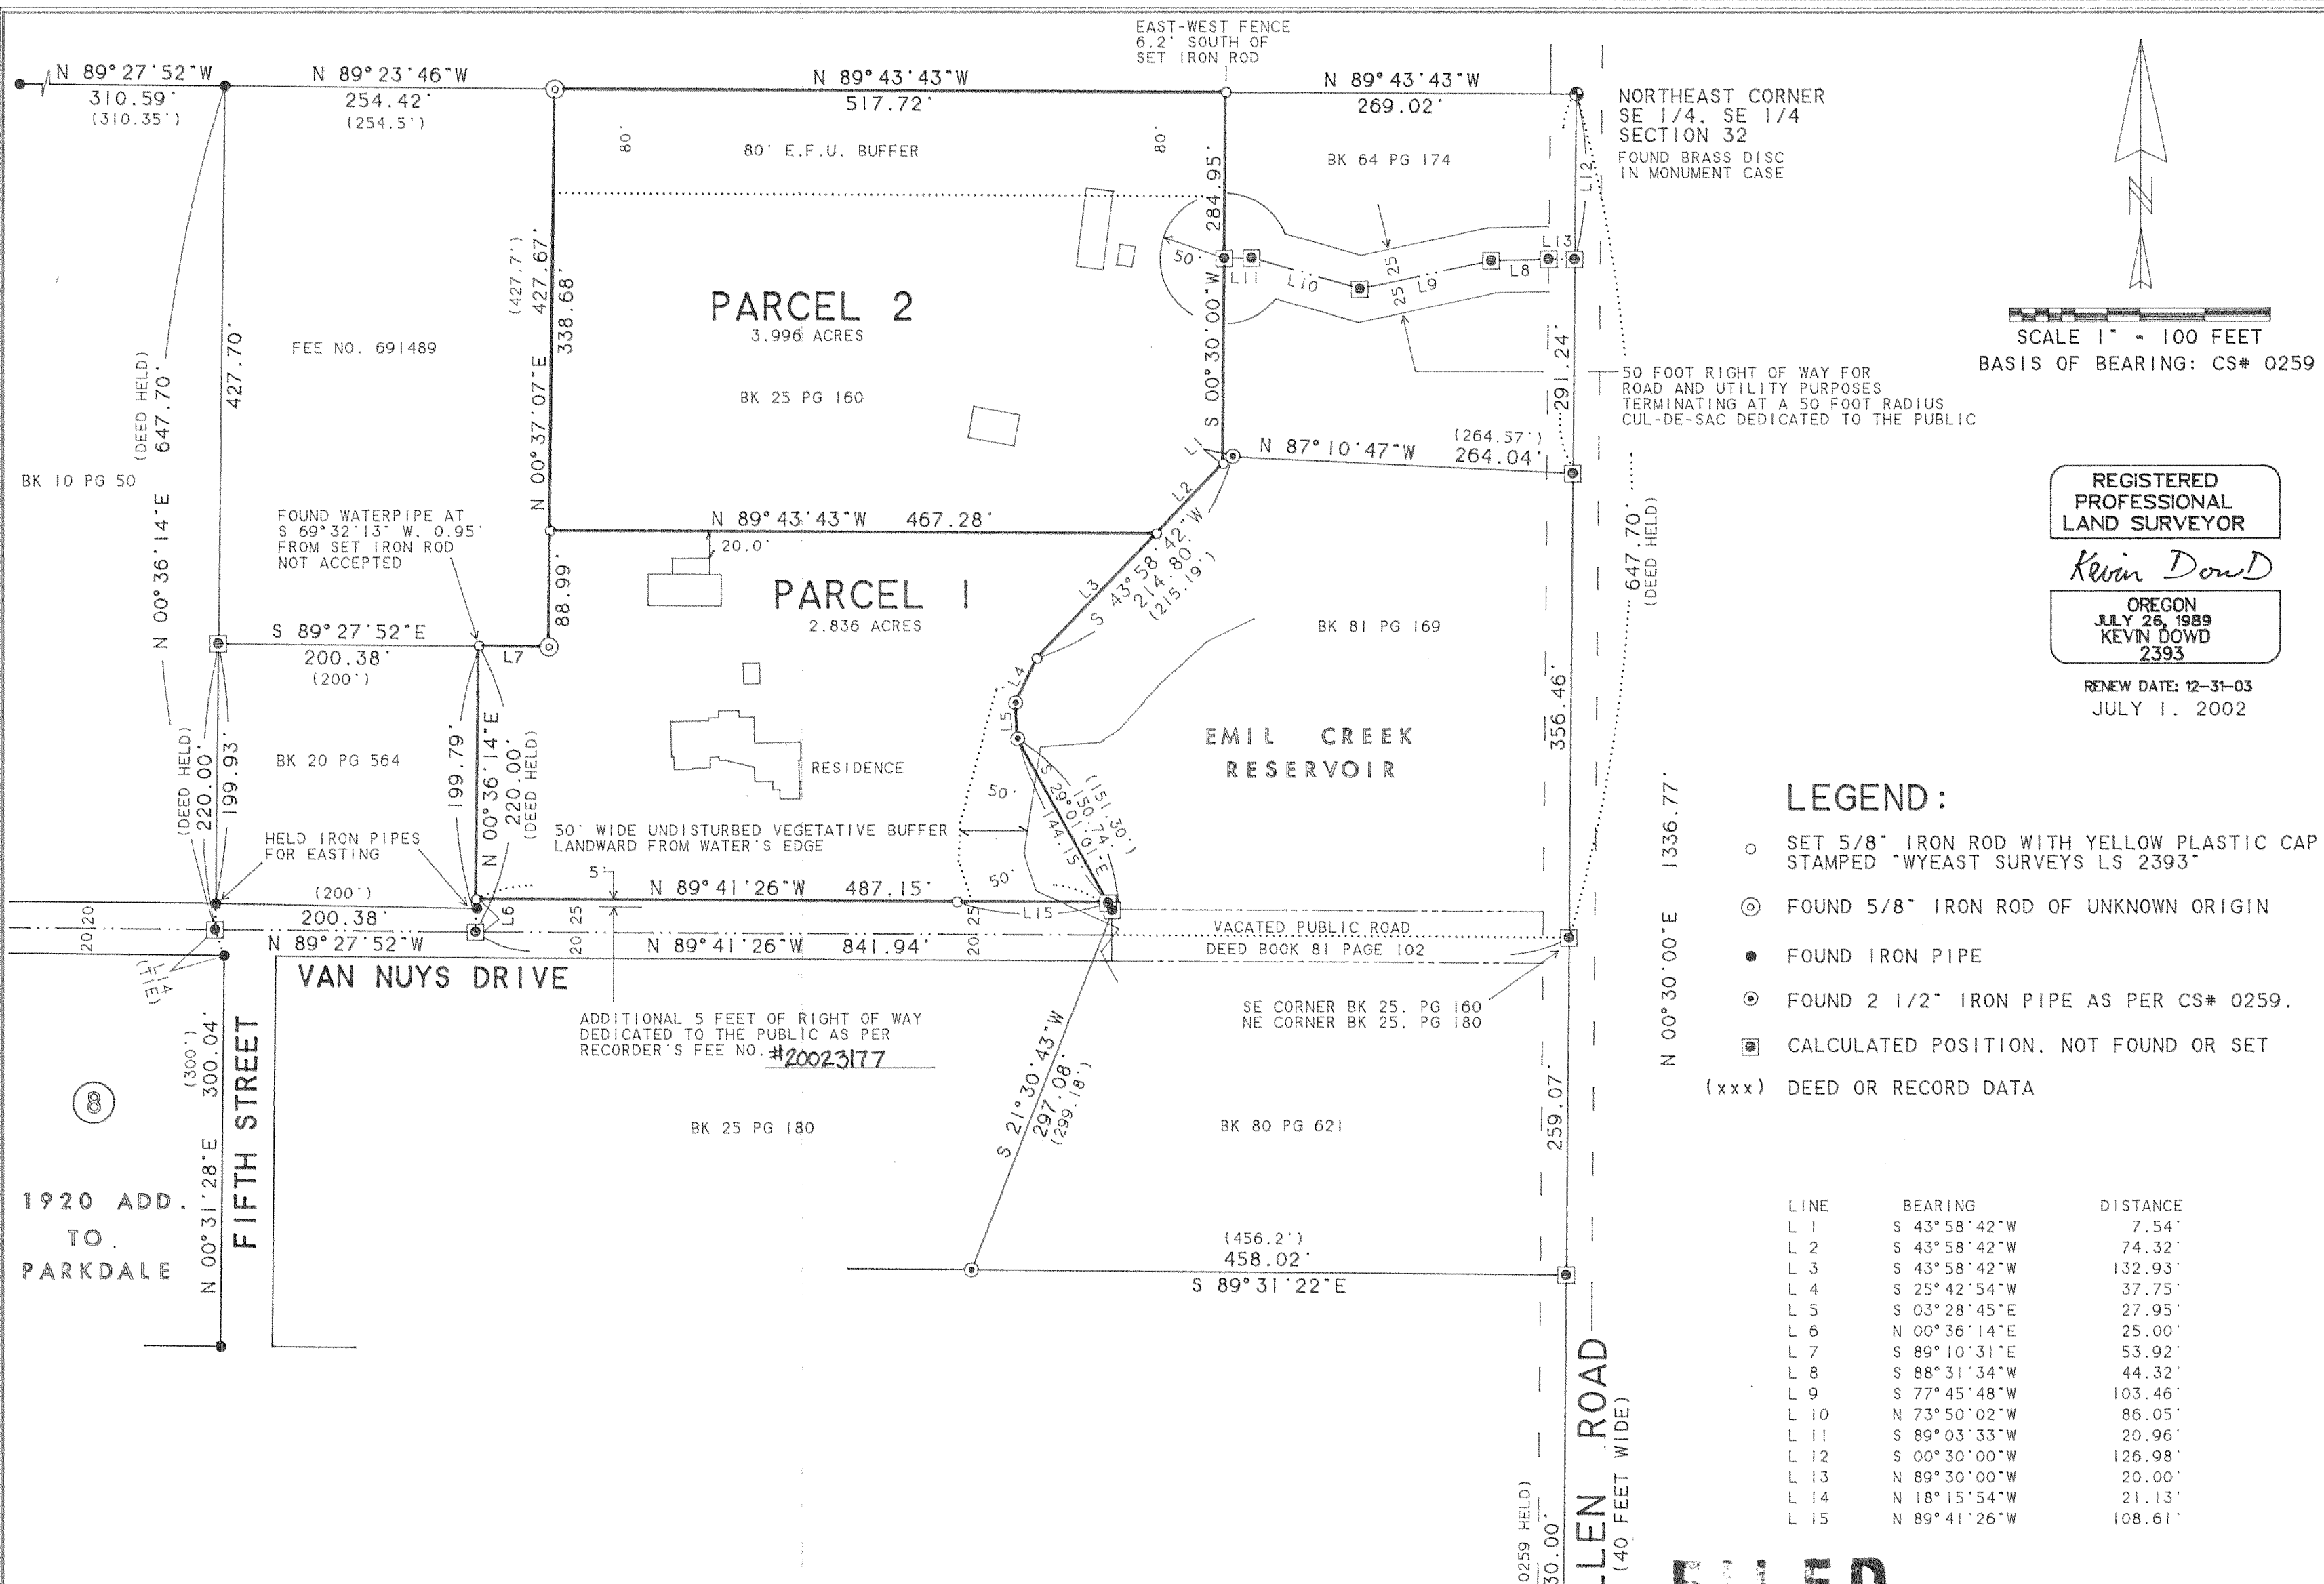 EAST-WEST FENCE
6.2' SOUTH OF
SET IRON ROD
N 89°27'52"W
310.59'
(310.35')
N 89°23'46"W
254.42'
(254.5')
N 89°43'43"W
517.72'
N 89°43'43"W
269.02'
NORTHEAST CORNER
SE 1/4. SE 1/4
SECTION 32
FOUND BRASS DISC
IN MONUMENT CASE
80'
80' E.F.U. BUFFER
80'
BK 64 PG 174
L12
N
SCALE 1" = 100 FEET
BASIS OF BEARING: CS# 0259
284.95'
S 00°30'00"W
50'
L11
L10
25 25
25
L9
L8
L13
291.24'
50 FOOT RIGHT OF WAY FOR
ROAD AND UTILITY PURPOSES
TERMINATING AT A 50 FOOT RADIUS
CUL-DE-SAC DEDICATED TO THE PUBLIC
(DEED HELD)
647.70'
N 00°36'14"E
427.70'
FEE NO. 691489
(427.7')
427.67'
N 00°37'07"E
338.68'
PARCEL 2
3.996 ACRES
BK 25 PG 160
L1
N 87°10'47"W
(264.57')
264.04'
L2
BK 10 PG 50
FOUND WATERPIPE AT
S 69°32'13" W. 0.95'
FROM SET IRON ROD
NOT ACCEPTED
N 89°43'43"W 467.28'
20.0'
88.99'
PARCEL 1
2.836 ACRES
L3
S 43°58'42"W
214.80'
(215.19')
BK 81 PG 169
647.70'
(DEED HELD)
REGISTERED
PROFESSIONAL
LAND SURVEYOR
Kevin Dowd
OREGON
JULY 26, 1989
KEVIN DOWD
2393
RENEW DATE: 12-31-03
JULY 1. 2002
S 89°27'52"E
200.38'
(200')
L7
L4
L5
EMIL CREEK
RESERVOIR
356.46'
(DEED HELD)
220.00'
199.93'
BK 20 PG 564
199.79'
N 00°36'14"E
220.00'
(DEED HELD)
RESIDENCE
50'
(151.30')
150.74'
S 29°01'01"E
144.15'
50' WIDE UNDISTURBED VEGETATIVE BUFFER
LANDWARD FROM WATER'S EDGE
50'
HELD IRON PIPES
FOR EASTING
(200')
200.38'
N 89°27'52"W
5'
N 89°41'26"W 487.15'
L6
L15
20 20
20 25
20 25
N 89°41'26"W 841.94'
VACATED PUBLIC ROAD
DEED BOOK 81 PAGE 102
L14
(TIE)
VAN NUYS DRIVE
ADDITIONAL 5 FEET OF RIGHT OF WAY
DEDICATED TO THE PUBLIC AS PER
RECORDER'S FEE NO. #20023177
SE CORNER BK 25. PG 160
NE CORNER BK 25. PG 180
1336.77'
N 00°30'00"E
LEGEND:
SET 5/8" IRON ROD WITH YELLOW PLASTIC CAP
STAMPED "WYEAST SURVEYS LS 2393"
FOUND 5/8" IRON ROD OF UNKNOWN ORIGIN
FOUND IRON PIPE
FOUND 2 1/2" IRON PIPE AS PER CS# 0259.
CALCULATED POSITION. NOT FOUND OR SET
(xxx) DEED OR RECORD DATA
8
1920 ADD.
TO
PARKDALE
(300')
300.04'
N 00°31'28"E
FIFTH STREET
BK 25 PG 180
S 21°30'43"W
297.08'
(299.18')
BK 80 PG 621
259.07'
(456.2')
458.02'
S 89°31'22"E
LLEN ROAD
(40 FEET WIDE)
0259 HELD)
30.00'
LINE BEARING DISTANCE
L 1 S 43°58'42"W 7.54'
L 2 S 43°58'42"W 74.32'
L 3 S 43°58'42"W 132.93'
L 4 S 25°42'54"W 37.75'
L 5 S 03°28'45"E 27.95'
L 6 N 00°36'14"E 25.00'
L 7 S 89°10'31"E 53.92'
L 8 S 88°31'34"W 44.32'
L 9 S 77°45'48"W 103.46'
L 10 N 73°50'02"W 86.05'
L 11 S 89°03'33"W 20.96'
L 12 S 00°30'00"W 126.98'
L 13 N 89°30'00"W 20.00'
L 14 N 18°15'54"W 21.13'
L 15 N 89°41'26"W 108.61'
FILED